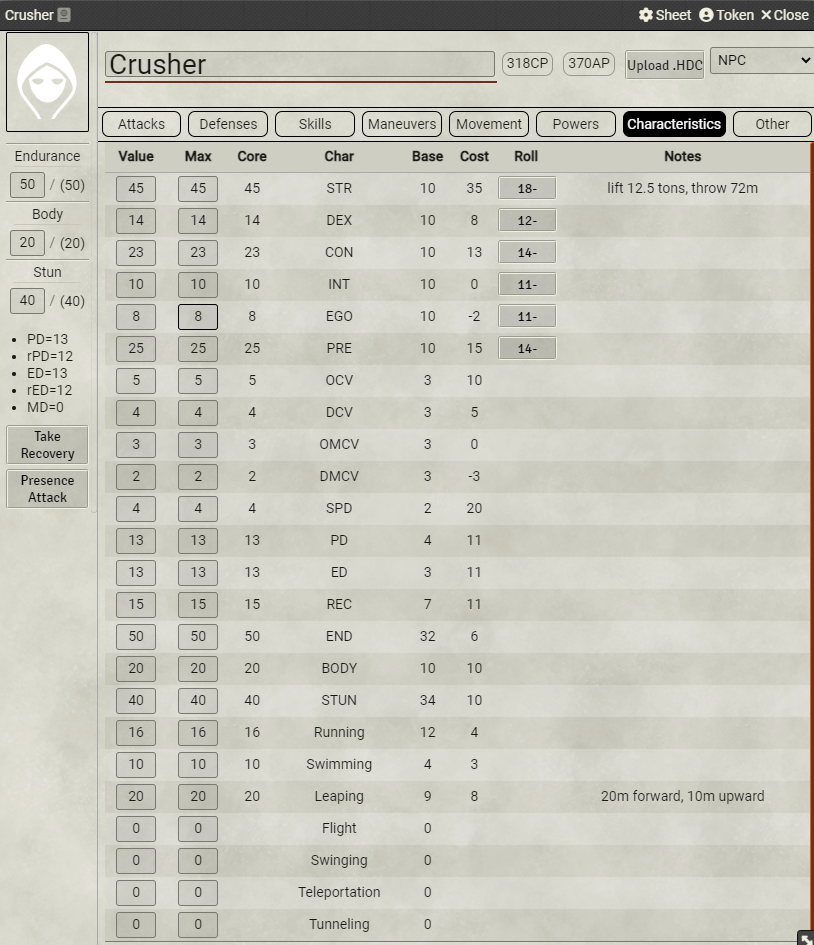 Crusher Sheet Token Close
Crusher 318CP 370AP Upload .HDC NPC
Attacks Defenses Skills Maneuvers Movement Powers Characteristics Other
Endurance
50 / (50)
Body
20 / (20)
Stun
40 / (40)
• PD=13
• rPD=12
• ED=13
• rED=12
• MD=0
Take
Recovery
Presence
Attack
Value Max Core Char Base Cost Roll Notes
45 45 45 STR 10 35 18- lift 12.5 tons, throw 72m
14 14 14 DEX 10 8 12-
23 23 23 CON 10 13 14-
10 10 10 INT 10 0 11-
8 8 8 EGO 10 -2 11-
25 25 25 PRE 10 15 14-
5 5 5 OCV 3 10
4 4 4 DCV 3 5
3 3 3 OMCV 3 0
2 2 2 DMCV 3 -3
4 4 4 SPD 2 20
13 13 13 PD 4 11
13 13 13 ED 3 11
15 15 15 REC 7 11
50 50 50 END 32 6
20 20 20 BODY 10 10
40 40 40 STUN 34 10
16 16 16 Running 12 4
10 10 10 Swimming 4 3
20 20 20 Leaping 9 8 20m forward, 10m upward
0 0 Flight 0
0 0 Swinging 0
0 0 Teleportation 0
0 0 Tunneling 0